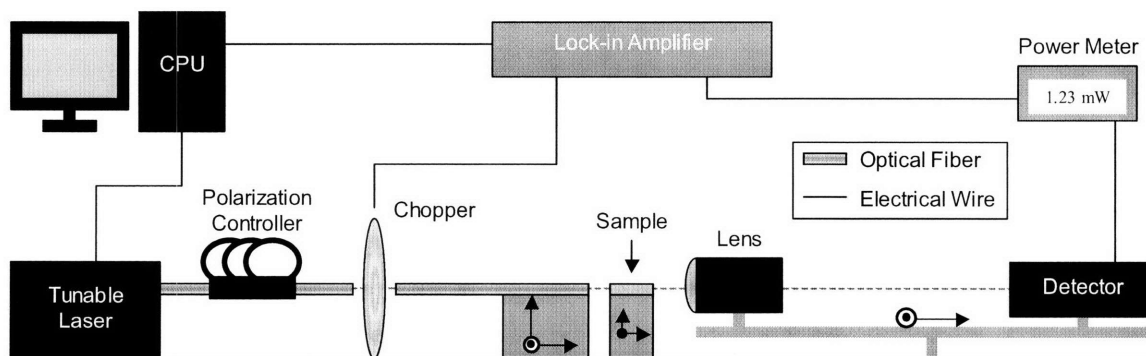 Lock-in Amplifier
Power Meter
CPU
1.23 mW
Optical Fiber
Electrical Wire
Polarization
Controller
Chopper
Sample
Lens
Tunable
Laser
Detector